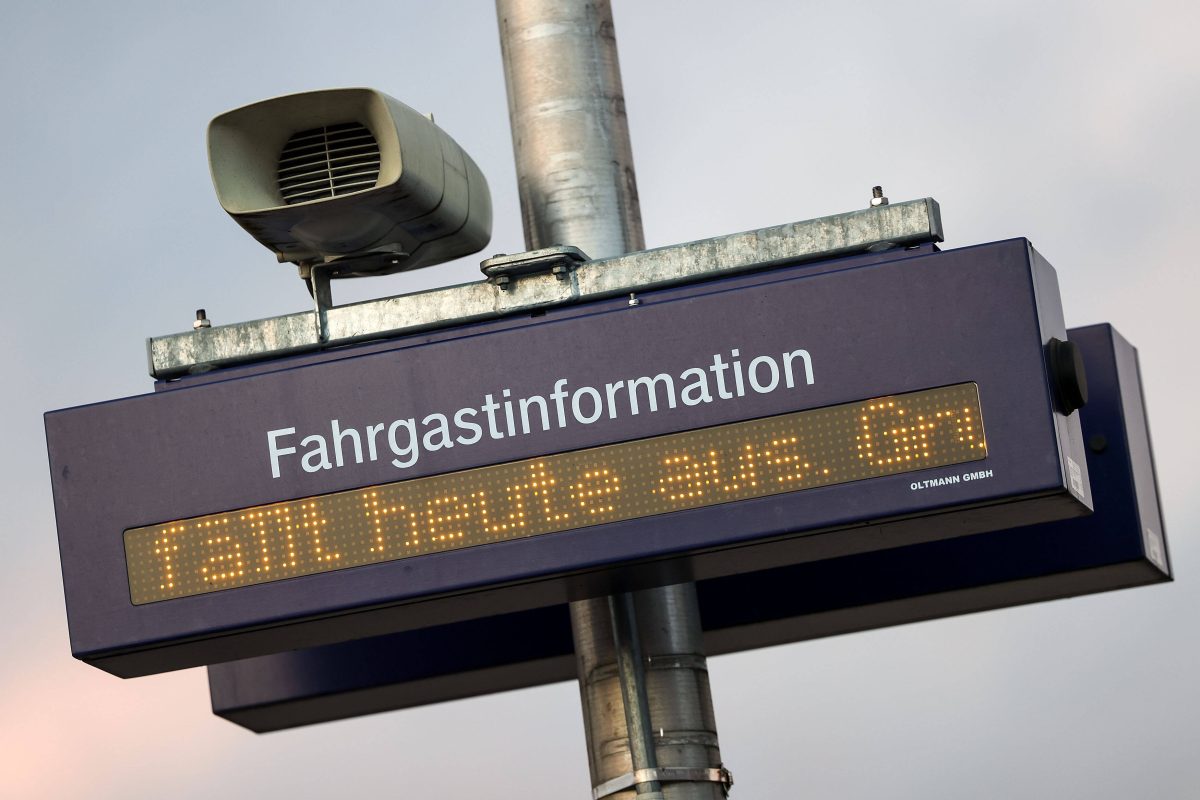 Fahrgastinformation
fällt heute aus. Gr
OLTMANN GMBH